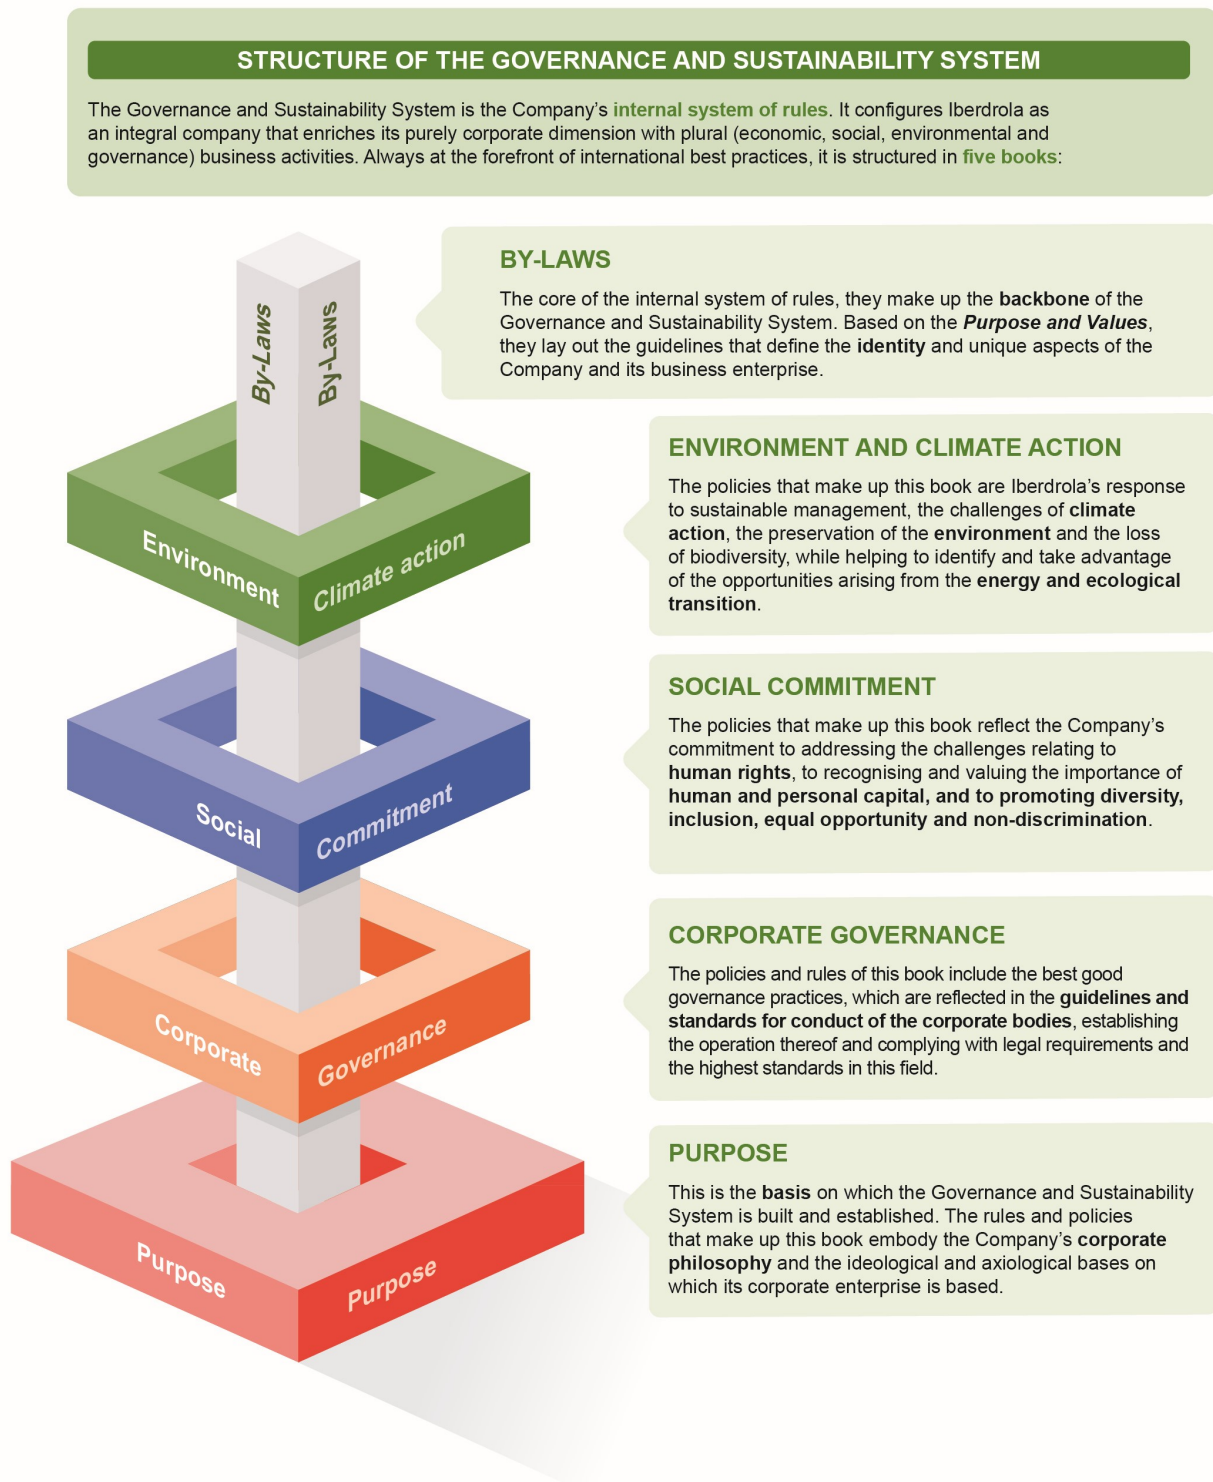 STRUCTURE OF THE GOVERNANCE AND SUSTAINABILITY SYSTEM
The Governance and Sustainability System is the Company’s internal system of rules. It configures Iberdrola as
an integral company that enriches its purely corporate dimension with plural (economic, social, environmental and
governance) business activities. Always at the forefront of international best practices, it is structured in five books:
By-Laws
By-Laws
BY-LAWS
The core of the internal system of rules, they make up the backbone of the
Governance and Sustainability System. Based on the Purpose and Values,
they lay out the guidelines that define the identity and unique aspects of the
Company and its business enterprise.
Environment
Climate action
ENVIRONMENT AND CLIMATE ACTION
The policies that make up this book are Iberdrola’s response
to sustainable management, the challenges of climate
action, the preservation of the environment and the loss
of biodiversity, while helping to identify and take advantage
of the opportunities arising from the energy and ecological
transition.
Social
Commitment
SOCIAL COMMITMENT
The policies that make up this book reflect the Company’s
commitment to addressing the challenges relating to
human rights, to recognising and valuing the importance of
human and personal capital, and to promoting diversity,
inclusion, equal opportunity and non-discrimination.
Corporate
Governance
CORPORATE GOVERNANCE
The policies and rules of this book include the best good
governance practices, which are reflected in the guidelines and
standards for conduct of the corporate bodies, establishing
the operation thereof and complying with legal requirements and
the highest standards in this field.
Purpose
Purpose
PURPOSE
This is the basis on which the Governance and Sustainability
System is built and established. The rules and policies
that make up this book embody the Company’s corporate
philosophy and the ideological and axiological bases on
which its corporate enterprise is based.